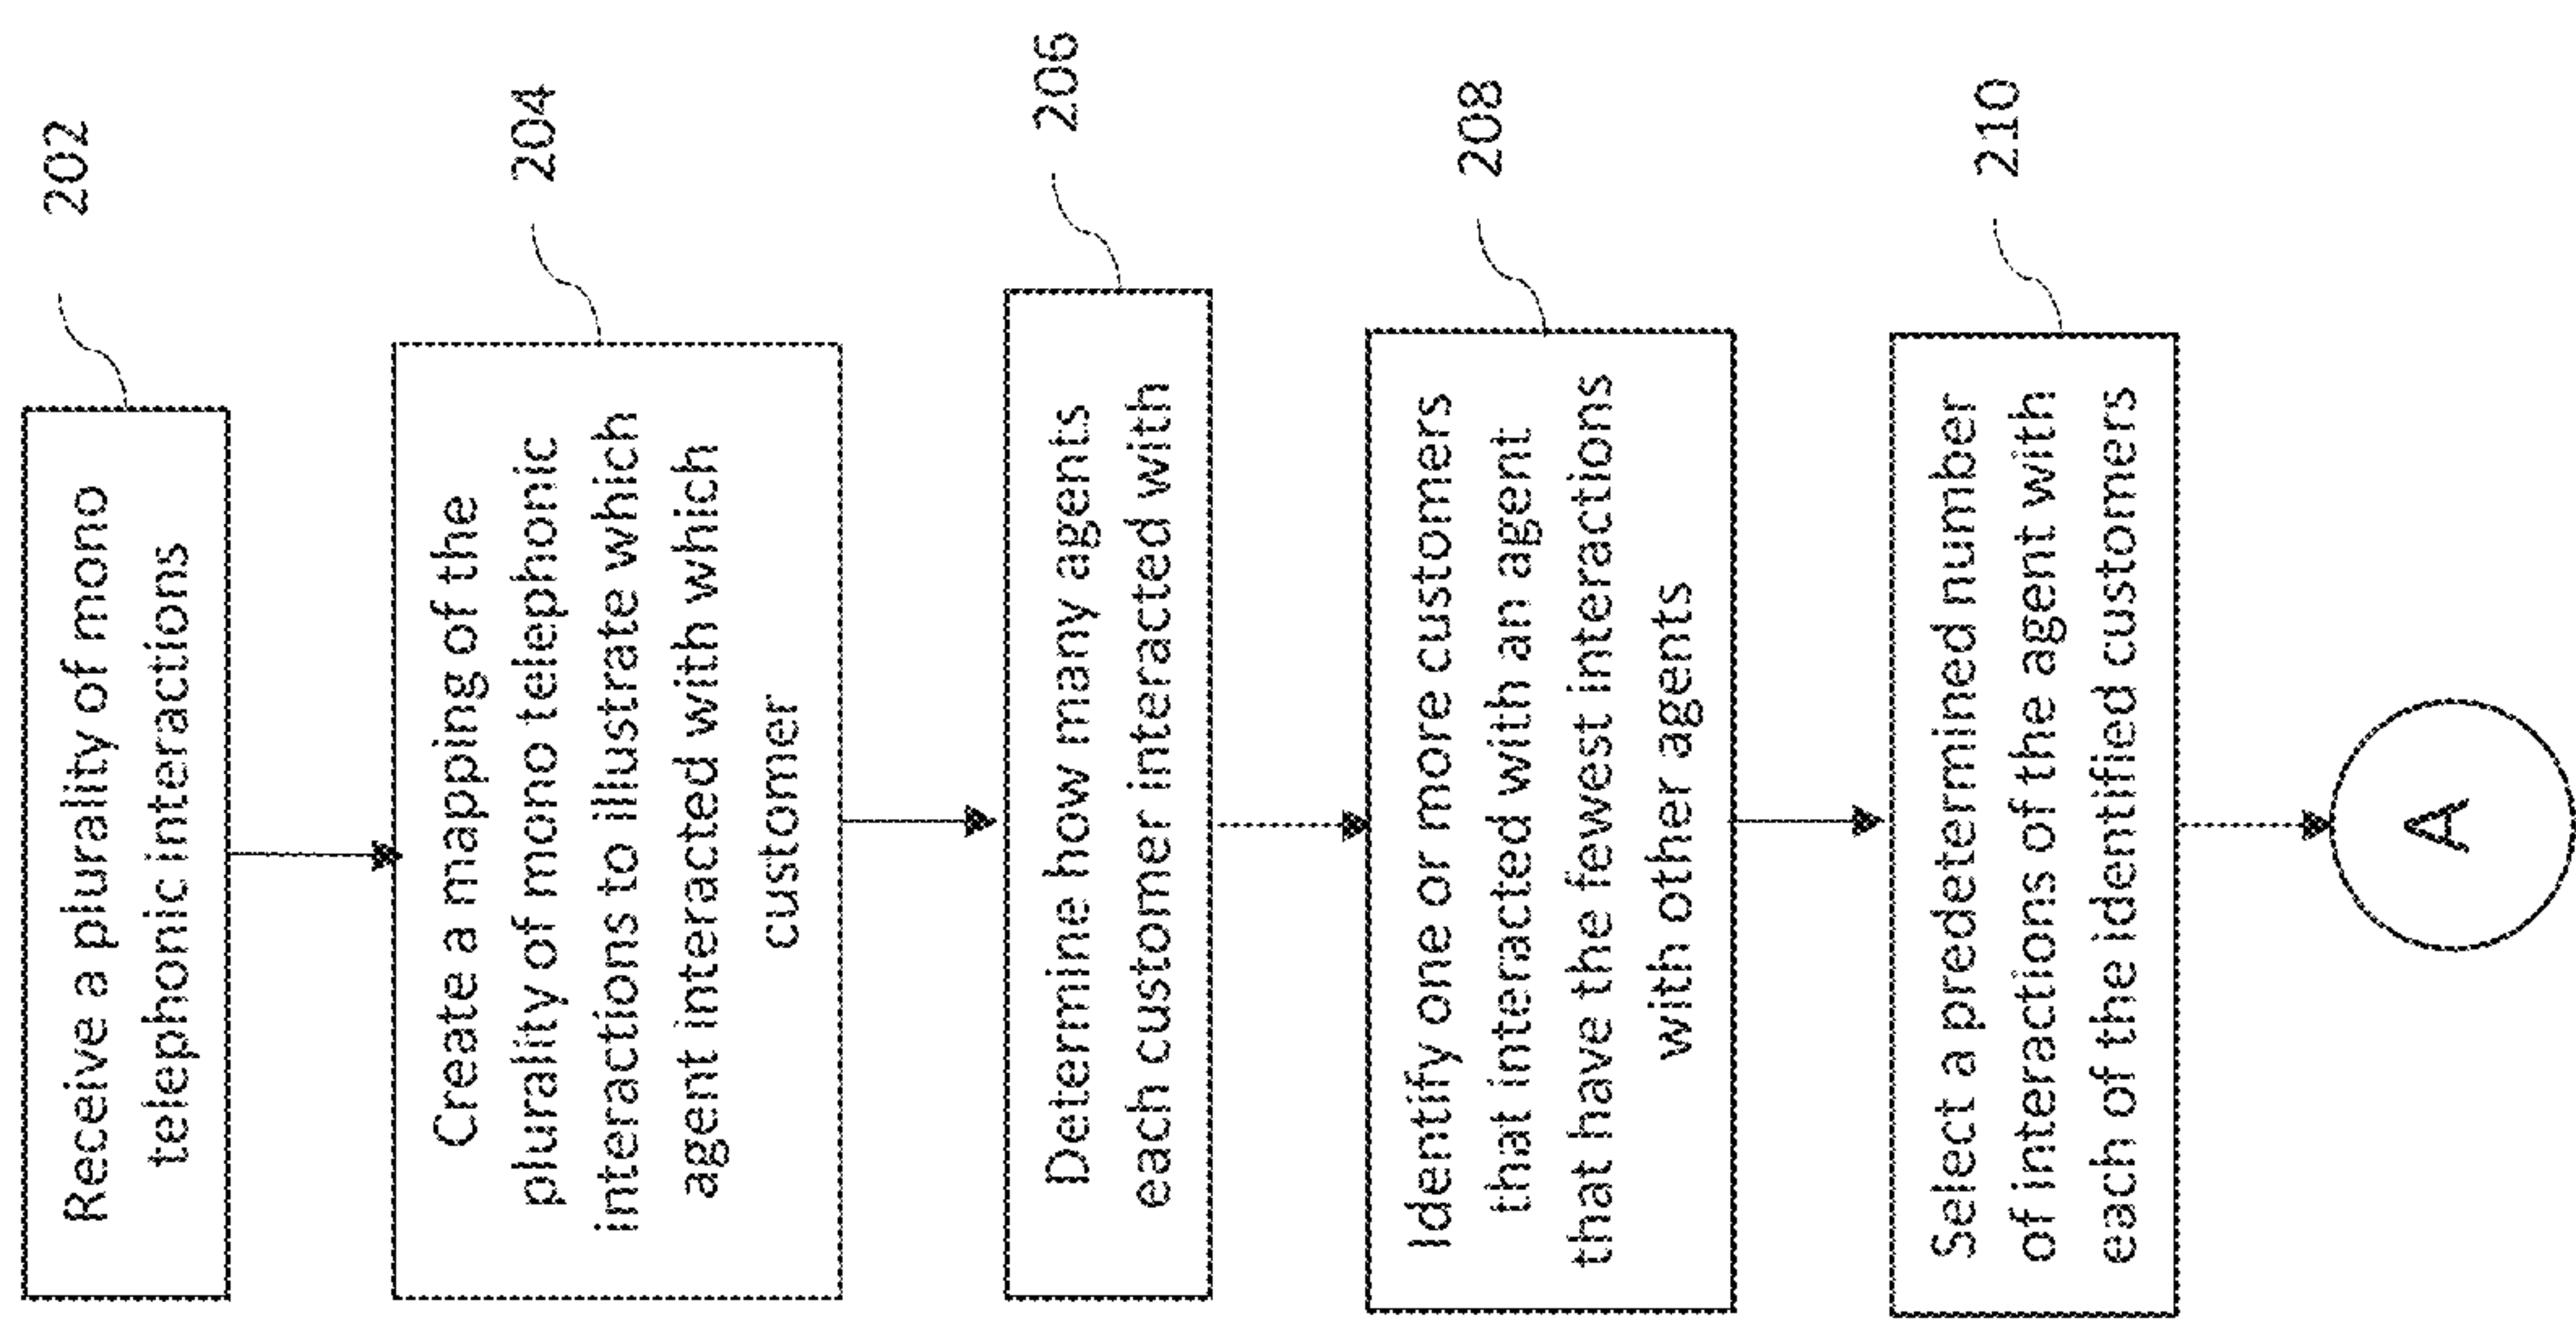 Receive a plurality of mono
telephonic interactions
202
Create a mapping of the
plurality of mono telephonic
interactions to illustrate which
agent interacted with which
customer
204
Determine how many agents
each customer interacted with
206
Identify one or more customers
that interacted with an agent
that have the fewest interactions
with other agents
208
Select a predetermined number
of interactions of the agent with
each of the identified customers
210
A